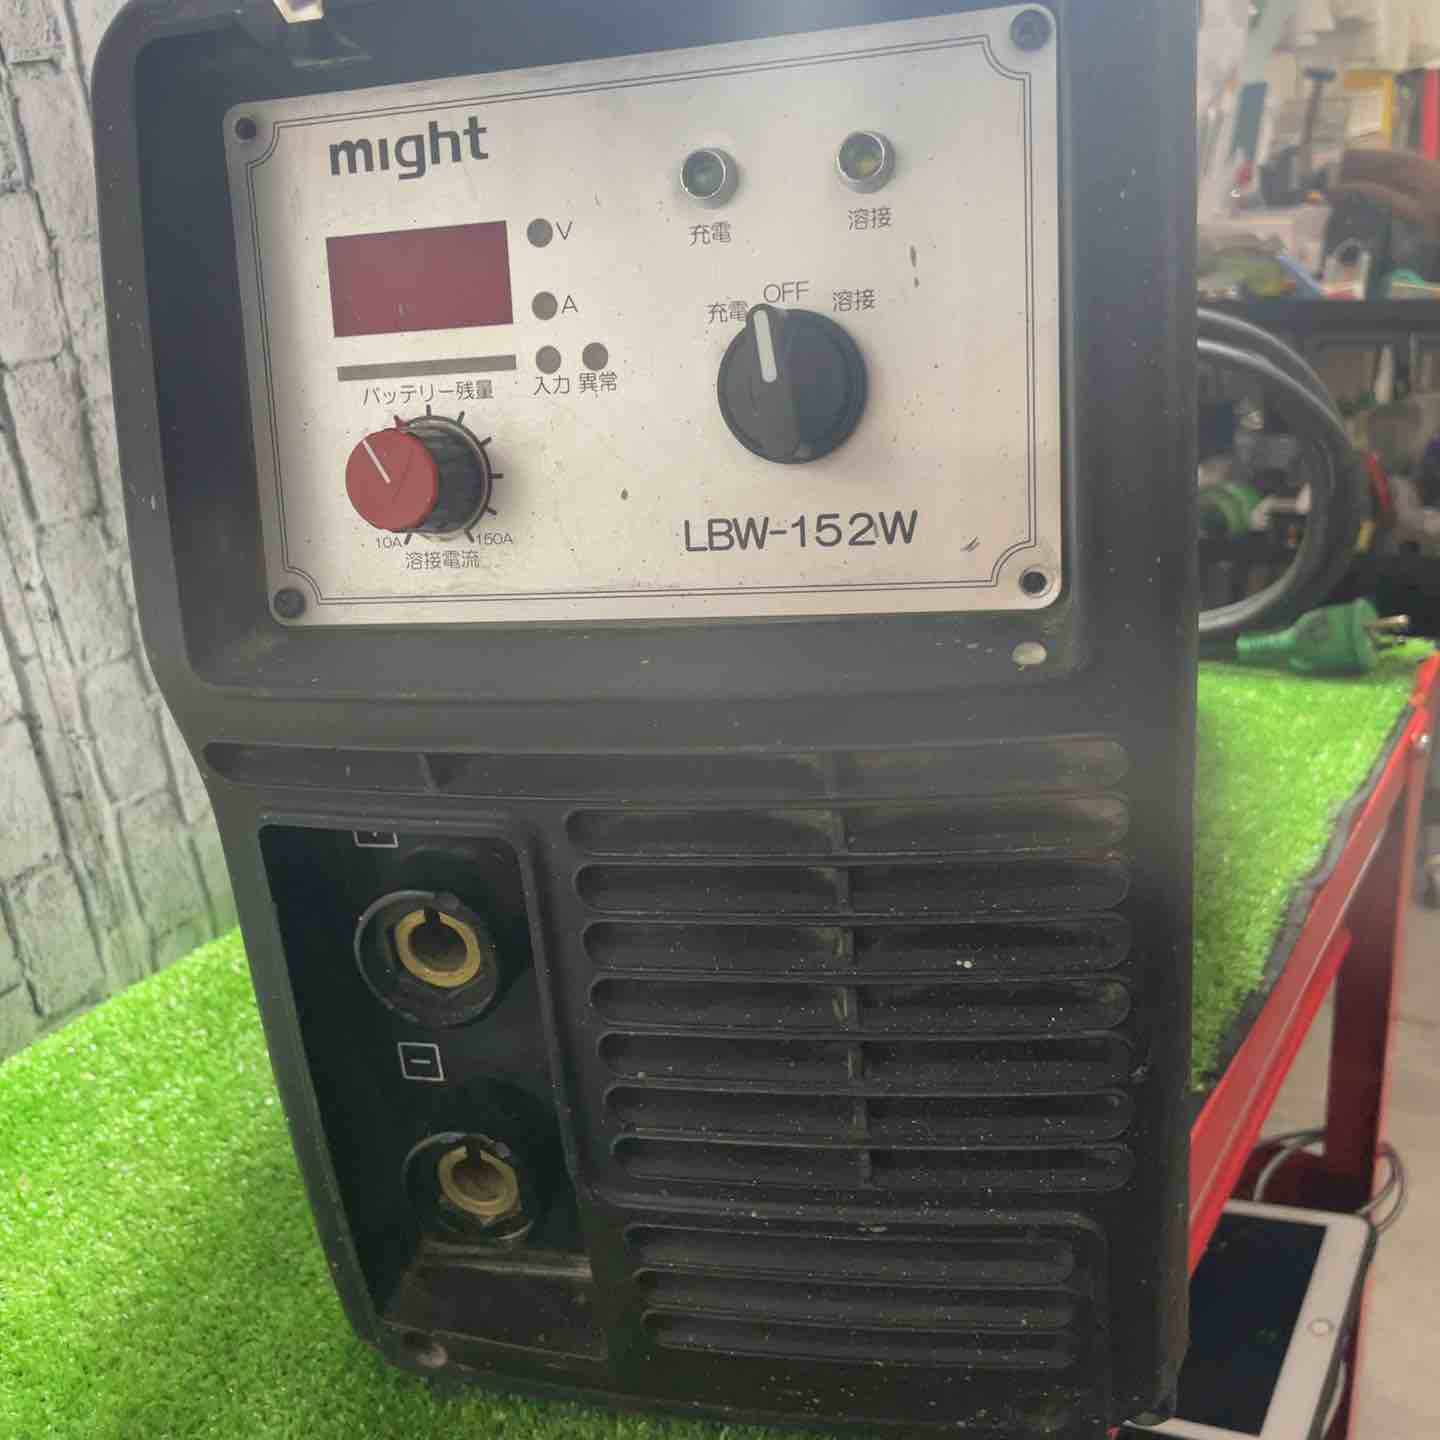 might
V
A
バッテリー残量
入力 異常
10A 150A
溶接電流
充電 溶接
充電 OFF 溶接
LBW-152W
+
−